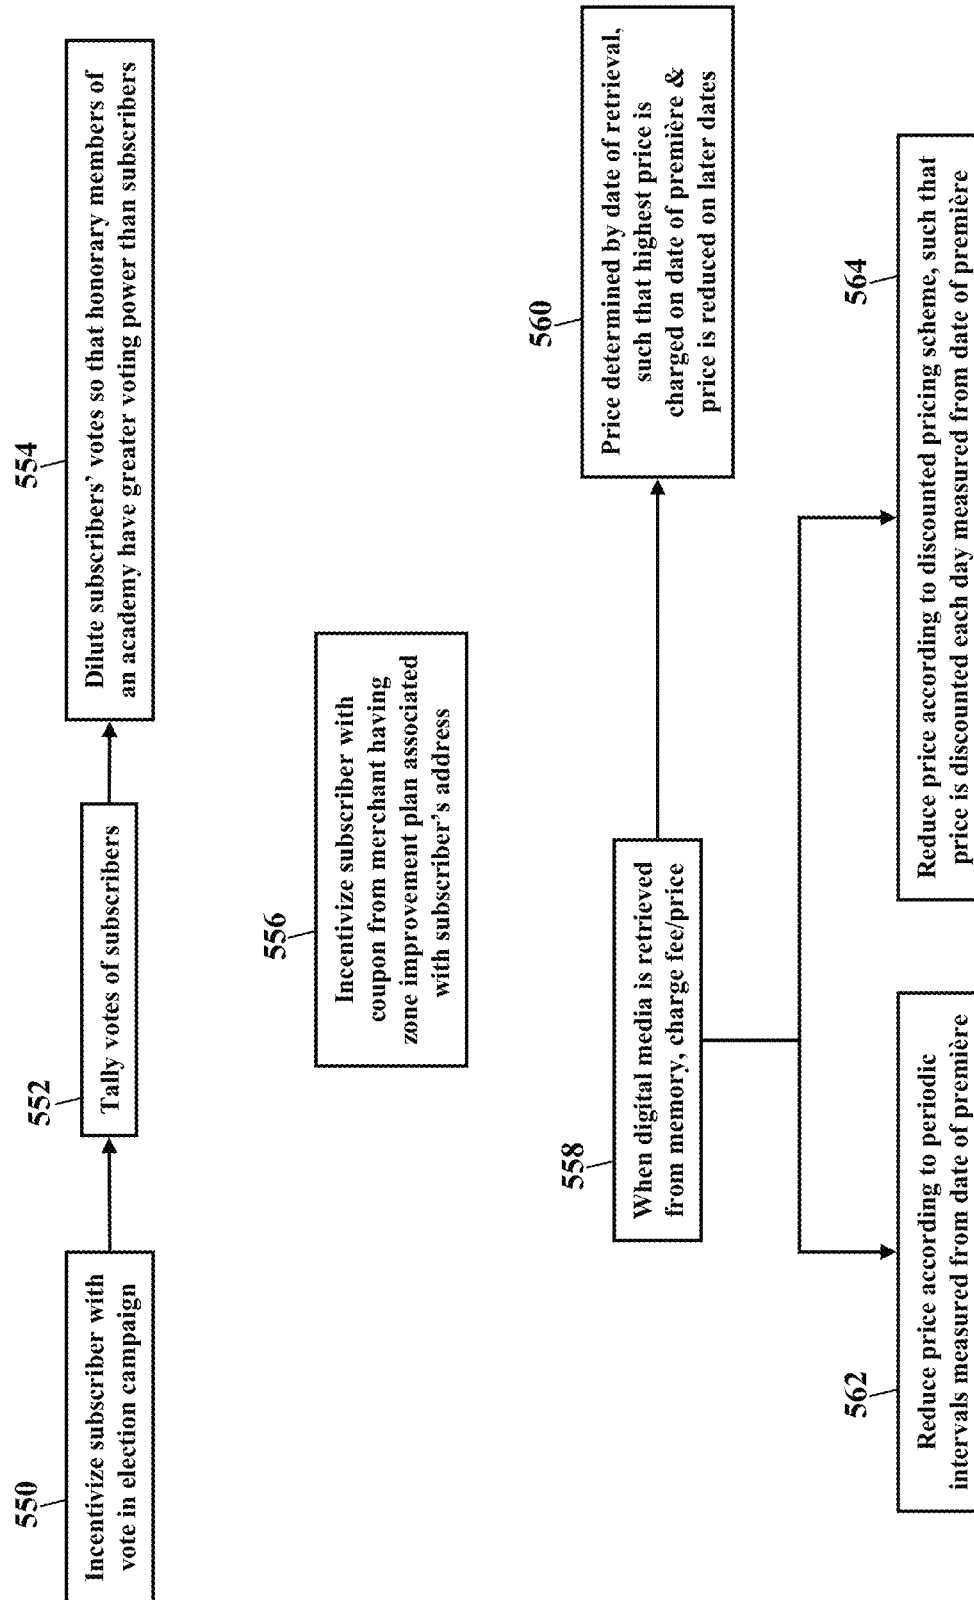 550
Incentivize subscriber with
vote in election campaign
552
Tally votes of subscribers
554
Dilute subscribers’ votes so that honorary members of
an academy have greater voting power than subscribers
556
Incentivize subscriber with
coupon from merchant having
zone improvement plan associated
with subscriber’s address
558
When digital media is retrieved
from memory, charge fee/price
560
Price determined by date of retrieval,
such that highest price is
charged on date of première &
price is reduced on later dates
562
Reduce price according to periodic
intervals measured from date of première
564
Reduce price according to discounted pricing scheme, such that
price is discounted each day measured from date of première